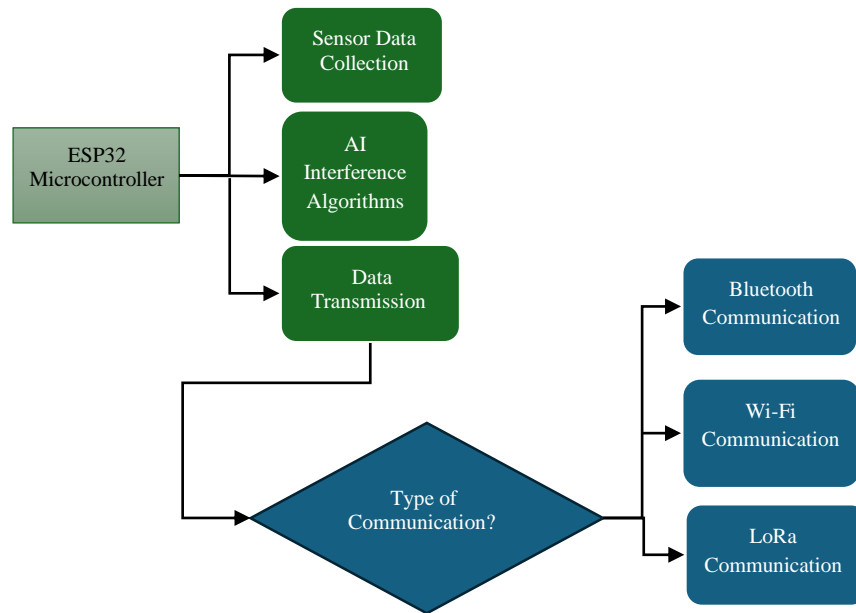 Sensor Data
Collection
ESP32
Microcontroller
AI
Interference
Algorithms
Data
Transmission
Type of
Communication?
Bluetooth
Communication
Wi-Fi
Communication
LoRa
Communication